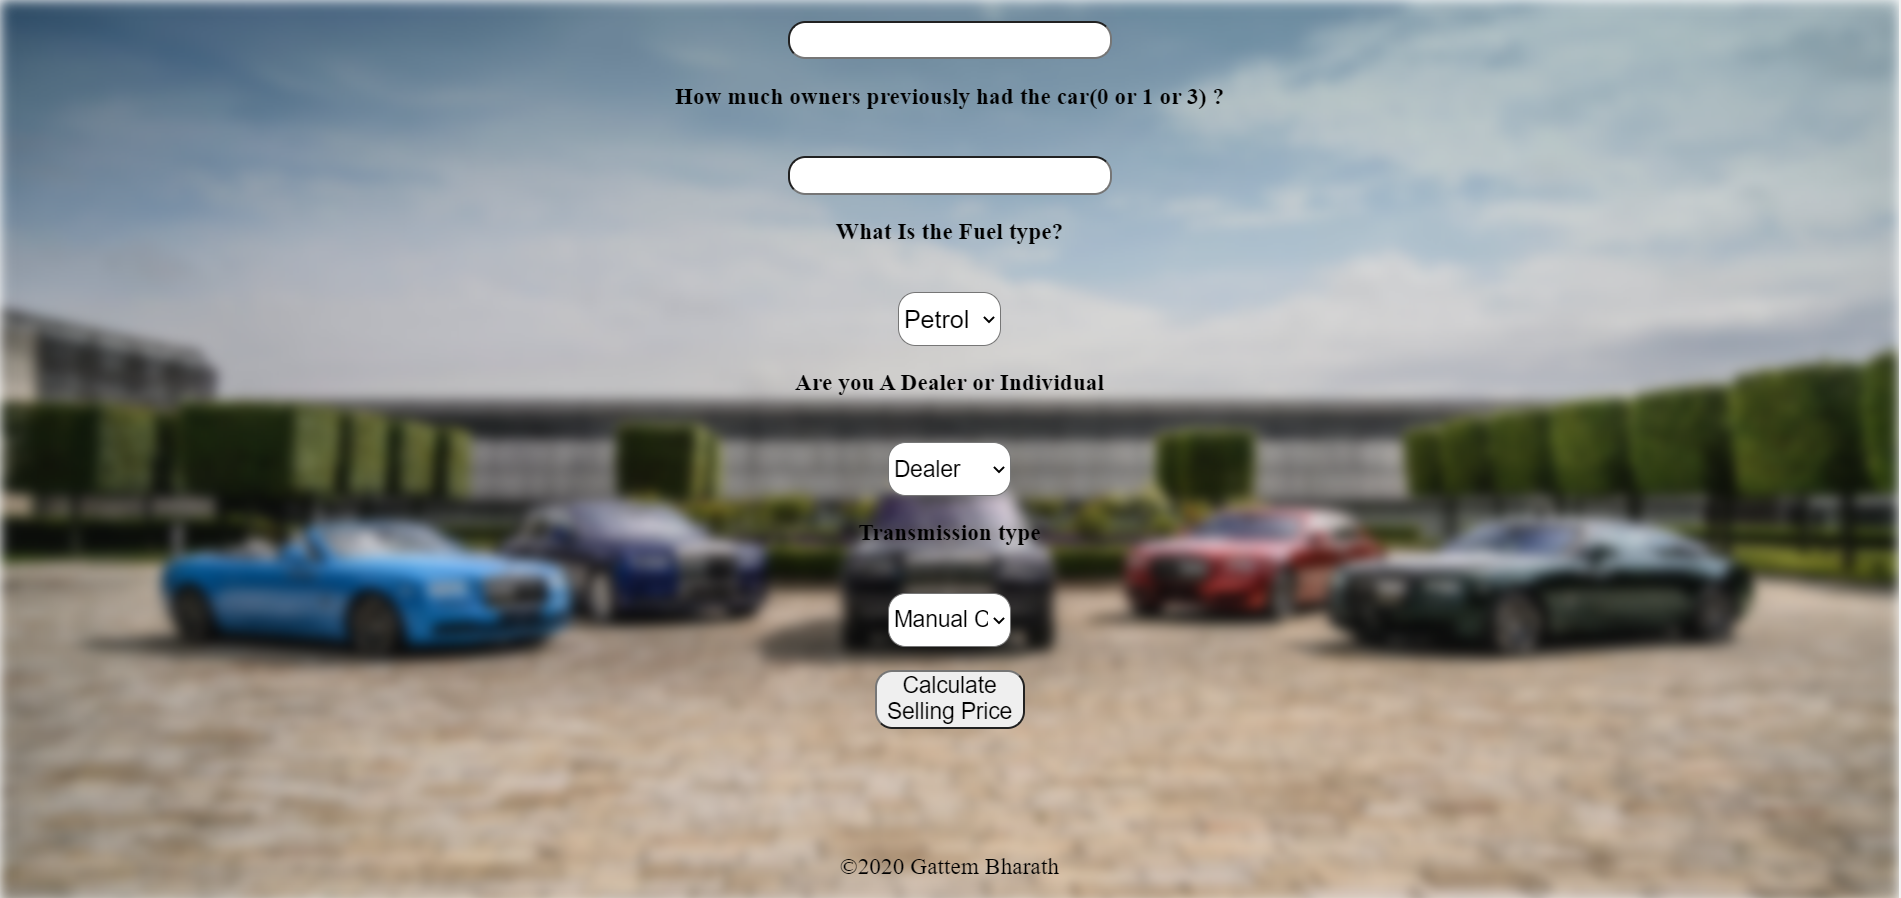 How much owners previously had the car(0 or 1 or 3) ?
What Is the Fuel type?
Petrol
Are you A Dealer or Individual
Dealer
Transmission type
Manual C
Calculate
Selling Price
©2020 Gattem Bharath